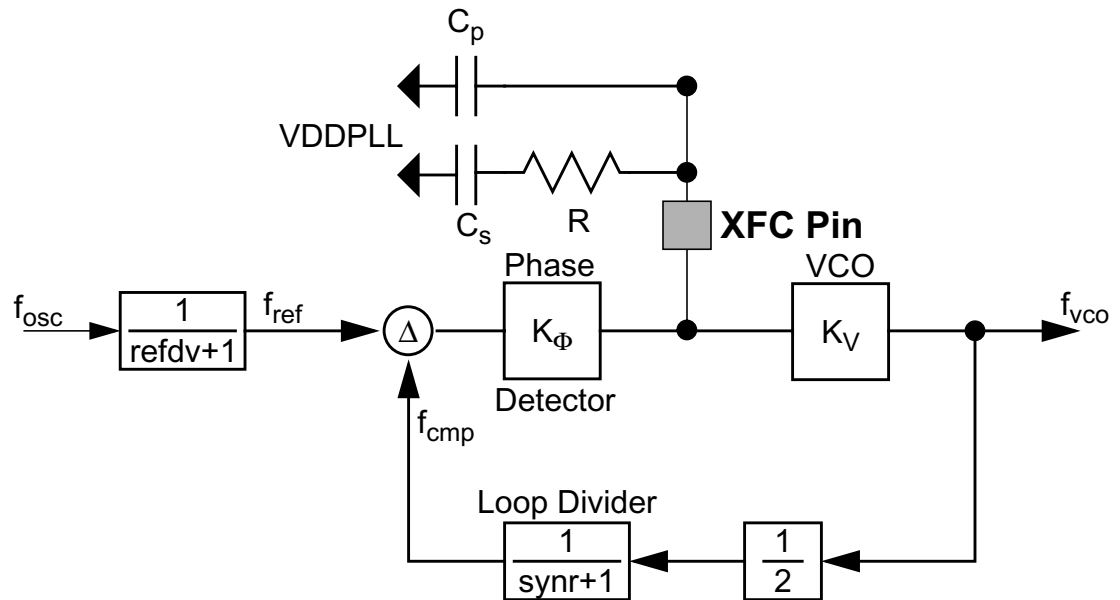 Cp
VDDPLL
Cs
R
XFC Pin
Phase
VCO
fosc
1
refdv+1
fref
Δ
KΦ
KV
fvco
Detector
fcmp
Loop Divider
1
synr+1
1
2